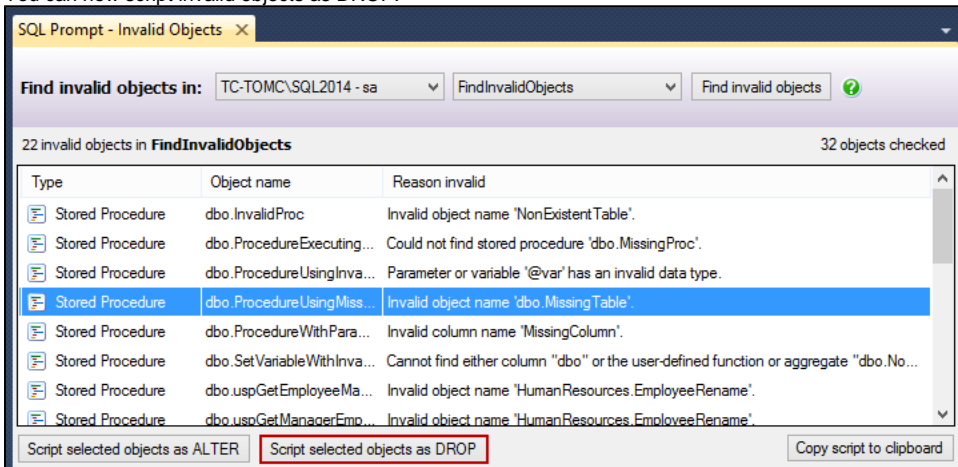 You can now script invalid objects as DROP.
SQL Prompt - Invalid Objects
Find invalid objects in: TC-TOMC\SQL2014 - sa FindInvalidObjects Find invalid objects
22 invalid objects in FindInvalidObjects 32 objects checked
Type Object name Reason invalid
Stored Procedure dbo.InvalidProc Invalid object name 'NonExistentTable'.
Stored Procedure dbo.ProcedureExecuting... Could not find stored procedure 'dbo.MissingProc'.
Stored Procedure dbo.ProcedureUsingInva... Parameter or variable '@var' has an invalid data type.
Stored Procedure dbo.ProcedureUsingMiss... Invalid object name 'dbo.MissingTable'.
Stored Procedure dbo.ProcedureWithPara... Invalid column name 'MissingColumn'.
Stored Procedure dbo.SetVariableWithInva... Cannot find either column "dbo" or the user-defined function or aggregate "dbo.No...
Stored Procedure dbo.uspGetEmployeeMa... Invalid object name 'HumanResources.EmployeeRename'.
Stored Procedure dbo.uspGetManagerEmp... Invalid object name 'HumanResources.EmployeeRename'.
Script selected objects as ALTER Script selected objects as DROP Copy script to clipboard